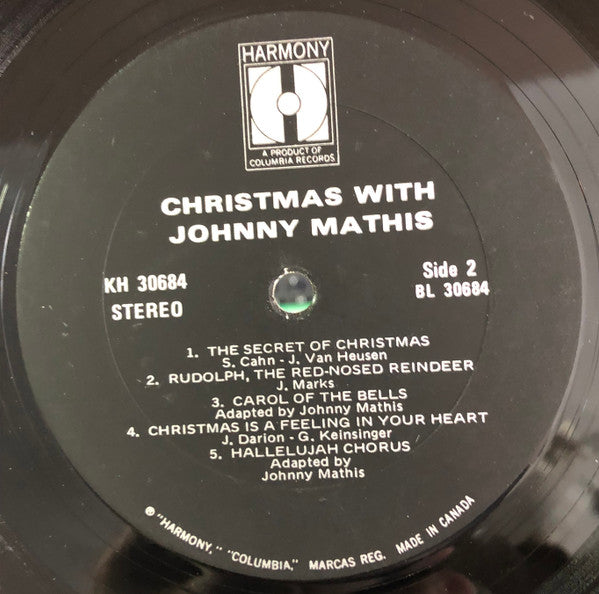 HARMONY
A PRODUCT OF
COLUMBIA RECORDS
CHRISTMAS WITH
JOHNNY MATHIS
KH 30684
STEREO
Side 2
BL 30684
1. THE SECRET OF CHRISTMAS
S. Cahn - J. Van Heusen
2. RUDOLPH, THE RED-NOSED REINDEER
J. Marks
3. CAROL OF THE BELLS
Adapted by Johnny Mathis
4. CHRISTMAS IS A FEELING IN YOUR HEART
J. Darion - G. Keinsinger
5. HALLELUJAH CHORUS
Adapted by
Johnny Mathis
® "HARMONY," "COLUMBIA," MARCAS REG. MADE IN CANADA